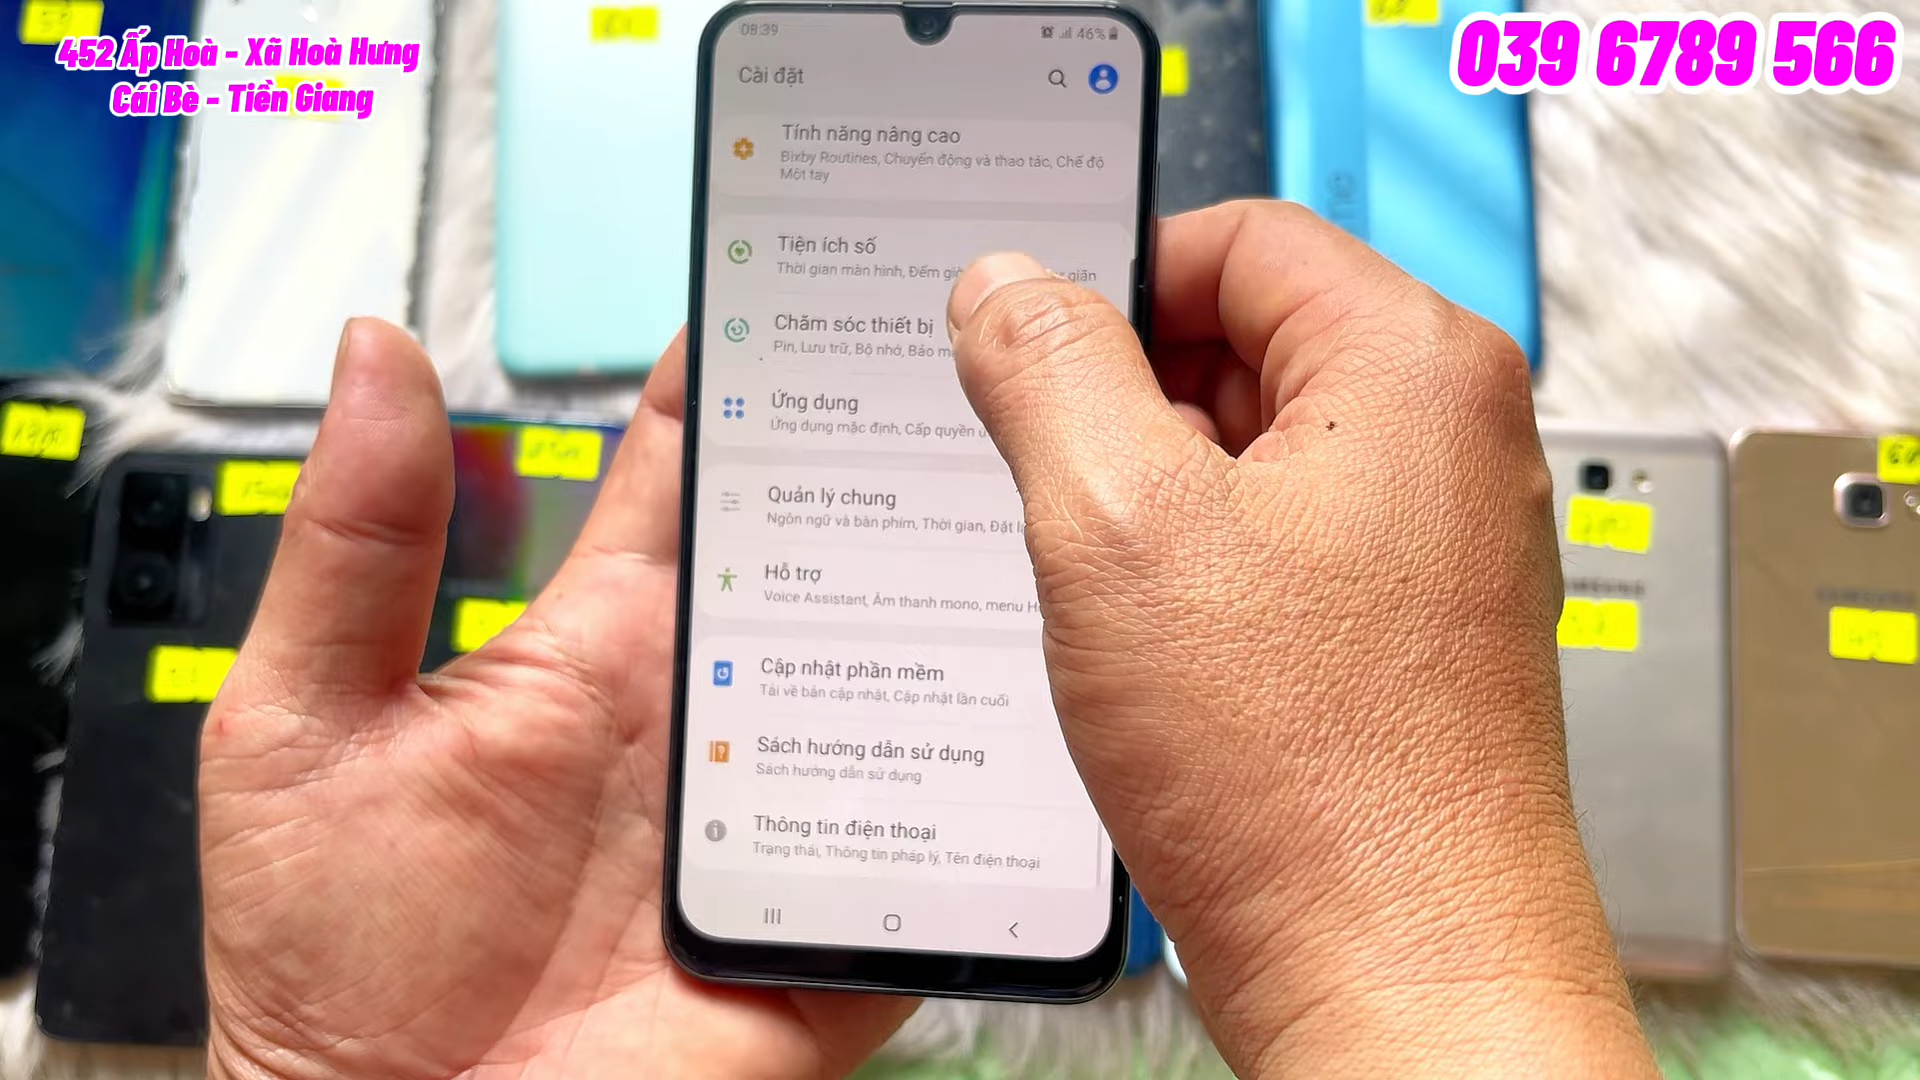 452 Ấp Hoà - Xã Hoà Hưng
Cái Bè - Tiền Giang
039 6789 566
08:39
46%
Cài đặt
Tính năng nâng cao
Bixby Routines, Chuyển động và thao tác, Chế độ
Một tay
Tiện ích số
Thời gian màn hình, Đếm giờ giãn
Chăm sóc thiết bị
Pin, Lưu trữ, Bộ nhớ, Bảo
Ứng dụng
Ứng dụng mặc định, Cấp quyền
Quản lý chung
Ngôn ngữ và bàn phím, Thời gian, Đặt
Hỗ trợ
Voice Assistant, Âm thanh mono, menu
Cập nhật phần mềm
Tải về bản cập nhật, Cập nhật lần cuối
Sách hướng dẫn sử dụng
Sách hướng dẫn sử dụng
Thông tin điện thoại
Trạng thái, Thông tin pháp lý, Tên điện thoại